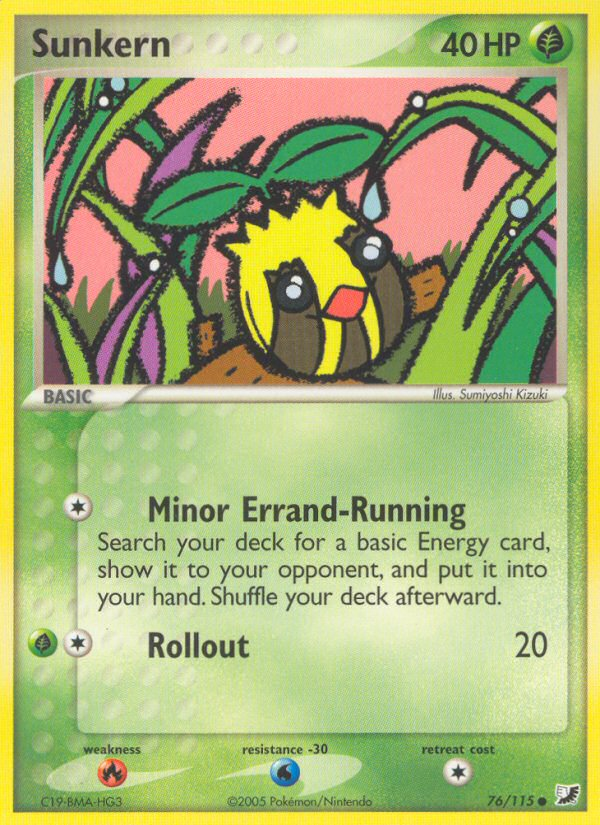 Sunkern
40 HP
BASIC
Illus. Sumiyoshi Kizuki
Minor Errand-Running
Search your deck for a basic Energy card,
show it to your opponent, and put it into
your hand. Shuffle your deck afterward.
Rollout 20
weakness resistance -30 retreat cost
C19-BMA-HG3 ©2005 Pokémon/Nintendo 76/115